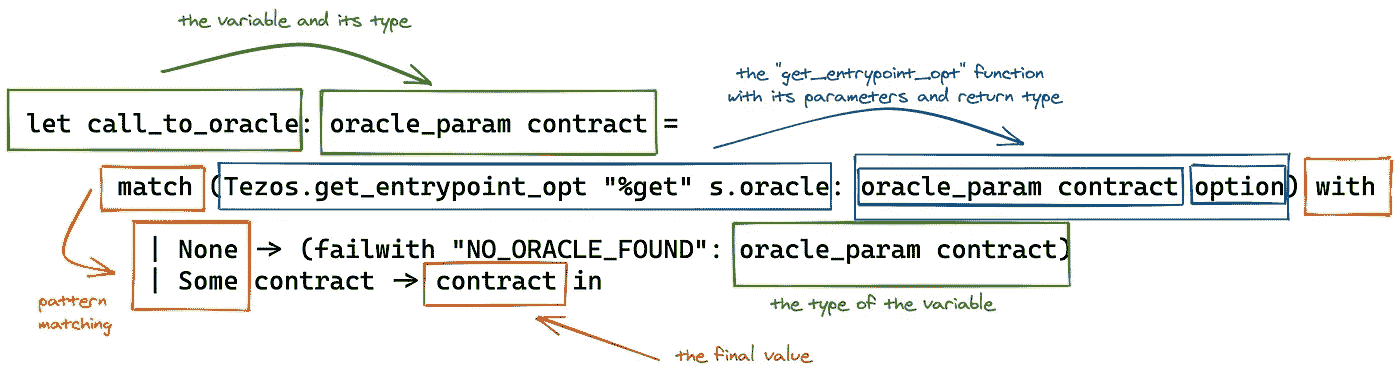 the variable and its type
the "get_entrypoint_opt" function
with its parameters and return type
let call_to_oracle: oracle_param contract =
match (Tezos.get_entrypoint_opt "%get" s.oracle: oracle_param contract option) with
| None -> (failwith "NO_ORACLE_FOUND": oracle_param contract)
| Some contract -> contract in
pattern
matching
the type of the variable
the final value